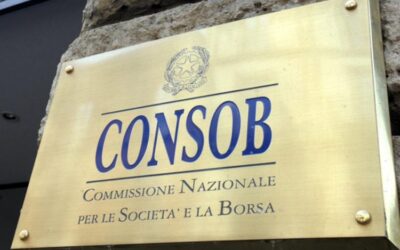 CONSOB
COMMISSIONE NAZIONALE
PER LE SOCIETA' E LA BORSA